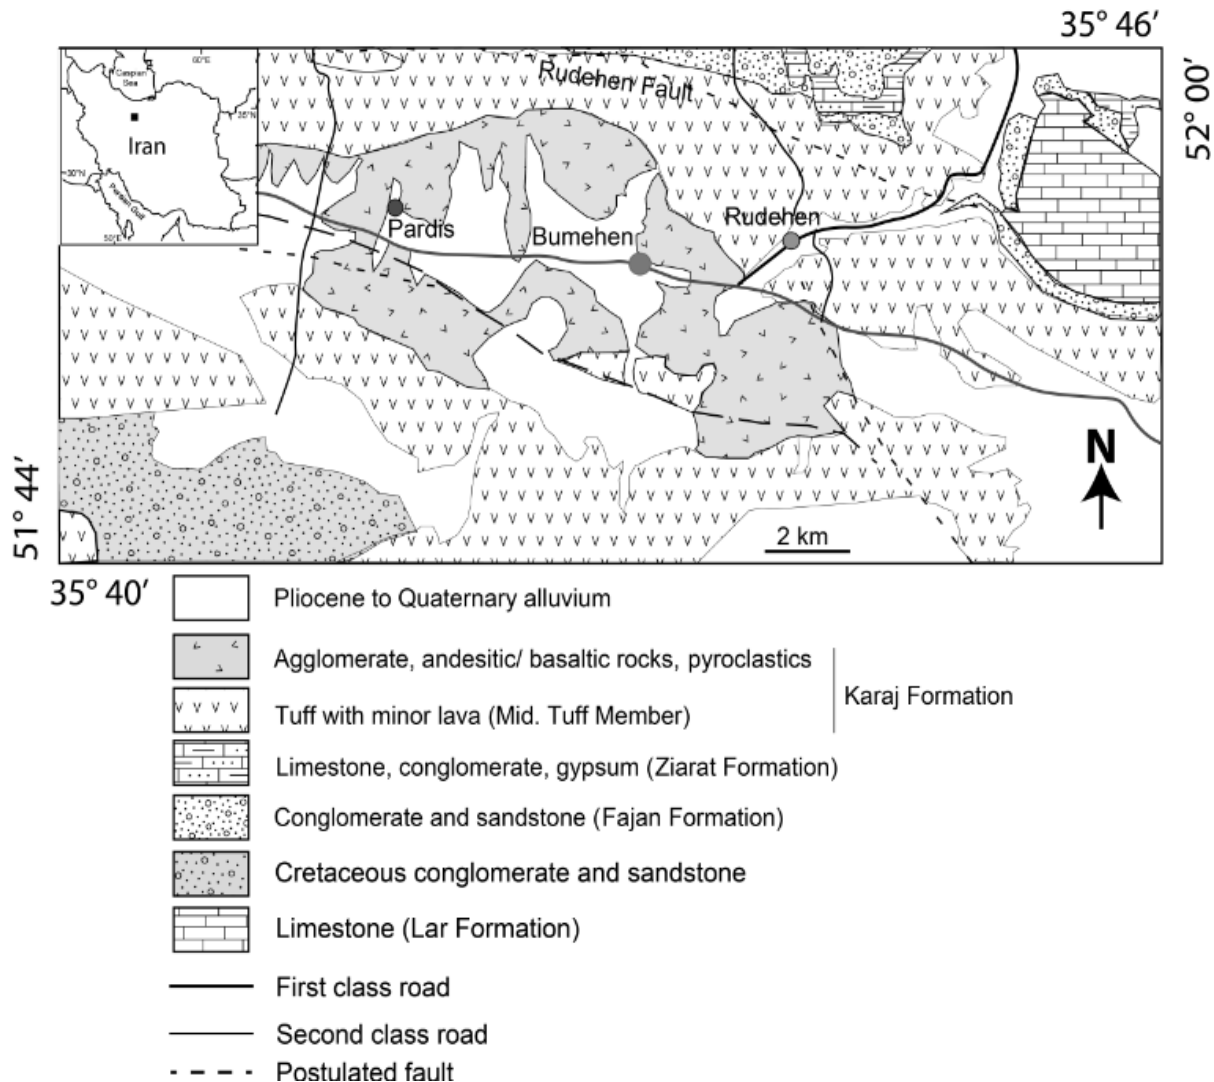 35° 46’
60°E
Caspian
Sea
35°N
Iran
30°N
Persian Gulf
50°E
Rudehen Fault
52° 00’
Pardis
Bumehen
Rudehen
N
2 km
51° 44’
35° 40’
Pliocene to Quaternary alluvium
Agglomerate, andesitic/ basaltic rocks, pyroclastics
Karaj Formation
Tuff with minor lava (Mid. Tuff Member)
Limestone, conglomerate, gypsum (Ziarat Formation)
Conglomerate and sandstone (Fajan Formation)
Cretaceous conglomerate and sandstone
Limestone (Lar Formation)
First class road
Second class road
Postulated fault